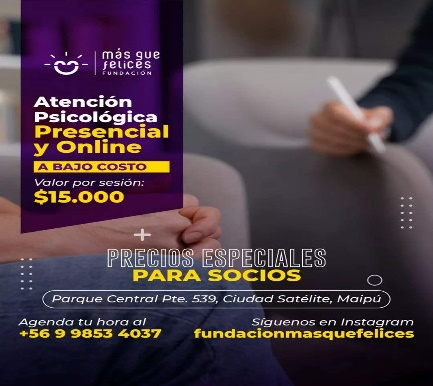 más que
felices
FUNDACIÓN
Atención
Psicológica
Presencial
y Online
A BAJO COSTO
Valor por sesión:
$15.000
PRECIOS ESPECIALES
PARA SOCIOS
Parque Central Pte. 539, Ciudad Satélite, Maipú
Agenda tu hora al
+56 9 9853 4037
Síguenos en Instagram
fundacionmasquefelices